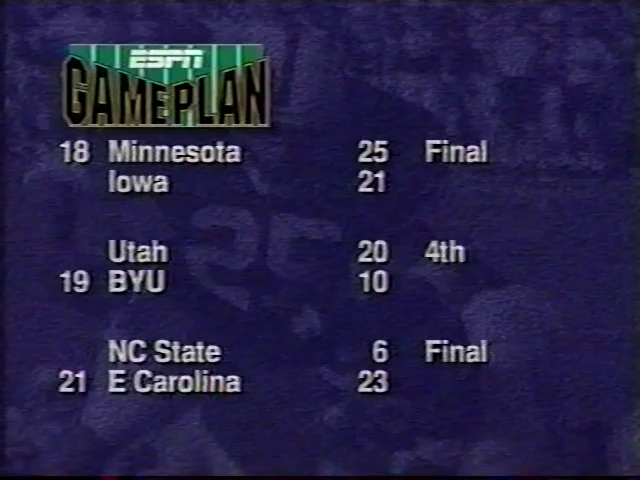 ESPN
GAMEPLAN
18 Minnesota 25 Final
Iowa 21
Utah 20 4th
19 BYU 10
NC State 6 Final
21 E Carolina 23